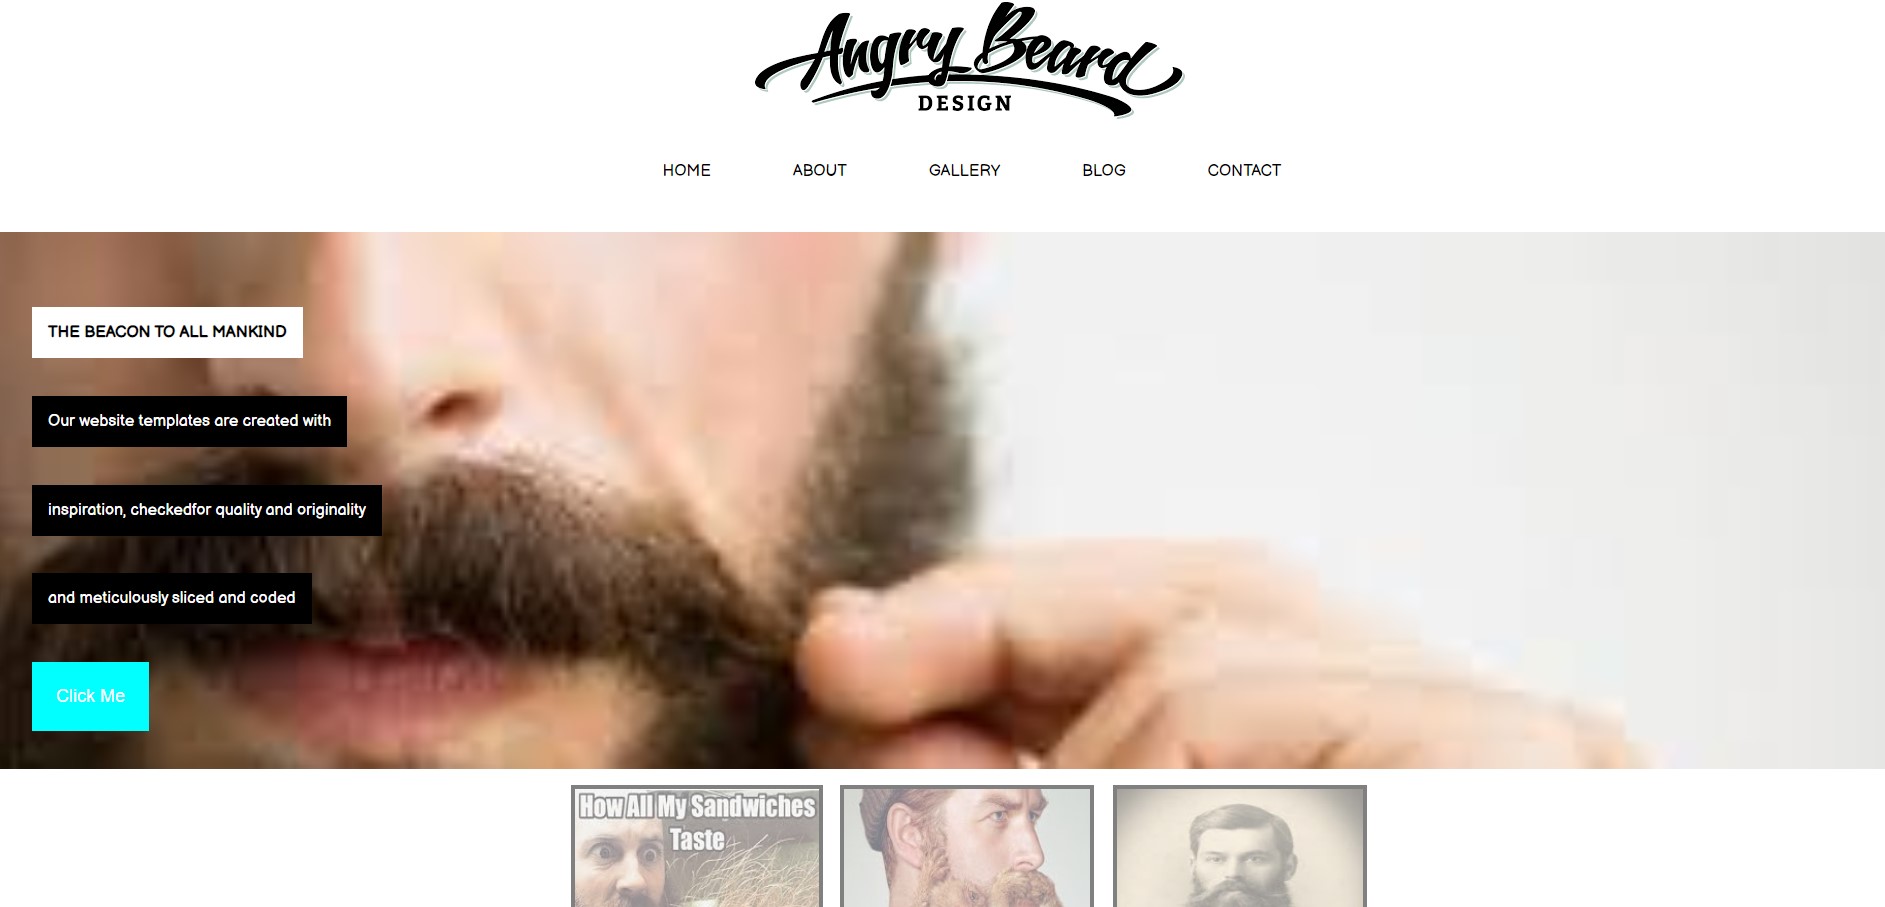 Angry Beard
DESIGN
HOME ABOUT GALLERY BLOG CONTACT
THE BEACON TO ALL MANKIND
Our website templates are created with
inspiration, checkedfor quality and originality
and meticulously sliced and coded
Click Me
How All My Sandwiches
Taste